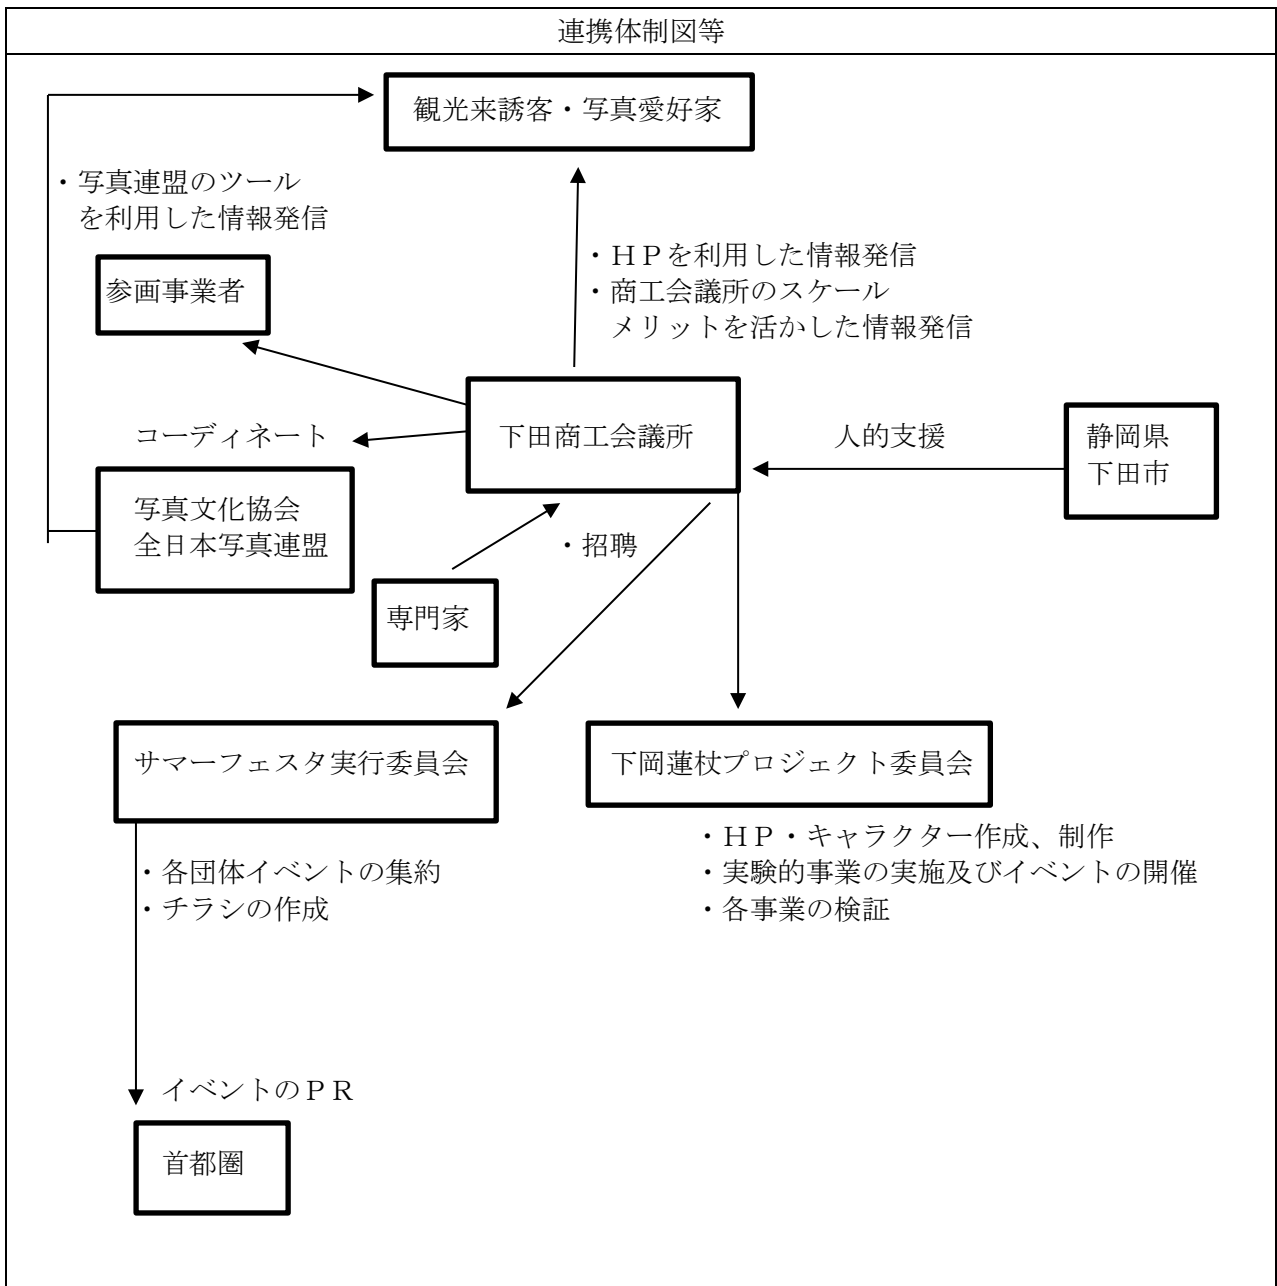 連携体制図等
観光来誘客・写真愛好家
・写真連盟のツール
を利用した情報発信
・ＨＰを利用した情報発信
・商工会議所のスケール
メリットを活かした情報発信
参画事業者
コーディネート
下田商工会議所
人的支援
静岡県
下田市
写真文化協会
全日本写真連盟
・招聘
専門家
サマーフェスタ実行委員会
下岡蓮杖プロジェクト委員会
・各団体イベントの集約
・チラシの作成
・ＨＰ・キャラクター作成、制作
・実験的事業の実施及びイベントの開催
・各事業の検証
イベントのＰＲ
首都圏